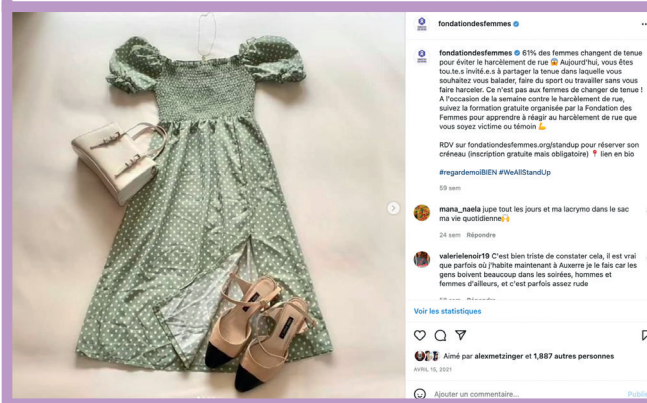 fondationdesfemmes
fondationdesfemmes 61% des femmes changent de tenue
pour éviter le harcèlement de rue 😱 Aujourd'hui, vous êtes
tou.te.s invité.e.s à partager la tenue dans laquelle vous
souhaitez vous balader, faire du sport ou travailler sans vous
faire harceler. Ce n'est pas aux femmes de changer de tenue !
A l'occasion de la semaine contre le harcèlement de rue,
suivez la formation gratuite organisée par la Fondation des
Femmes pour apprendre à réagir au harcèlement de rue que
vous soyez victime ou témoin 💪
RDV sur fondationdesfemmes.org/standup pour réserver son
créneau (inscription gratuite mais obligatoire) 📍 lien en bio
#regardemoiBIEN #WeAllStandUp
59 sem
mana_naela jupe tout les jours et ma lacrymo dans le sac
ma vie quotidienne🙌
24 sem Répondre
valerielenoir19 C'est bien triste de constater cela, il est vrai
que parfois où j'habite maintenant à Auxerre je le fais car les
gens boivent beaucoup dans les soirées, hommes et
femmes d'ailleurs, et c'est parfois assez rude
Voir les statistiques
Aimé par alexmetzinger et 1,887 autres personnes
AVRIL 15, 2021
Ajouter un commentaire... Publie